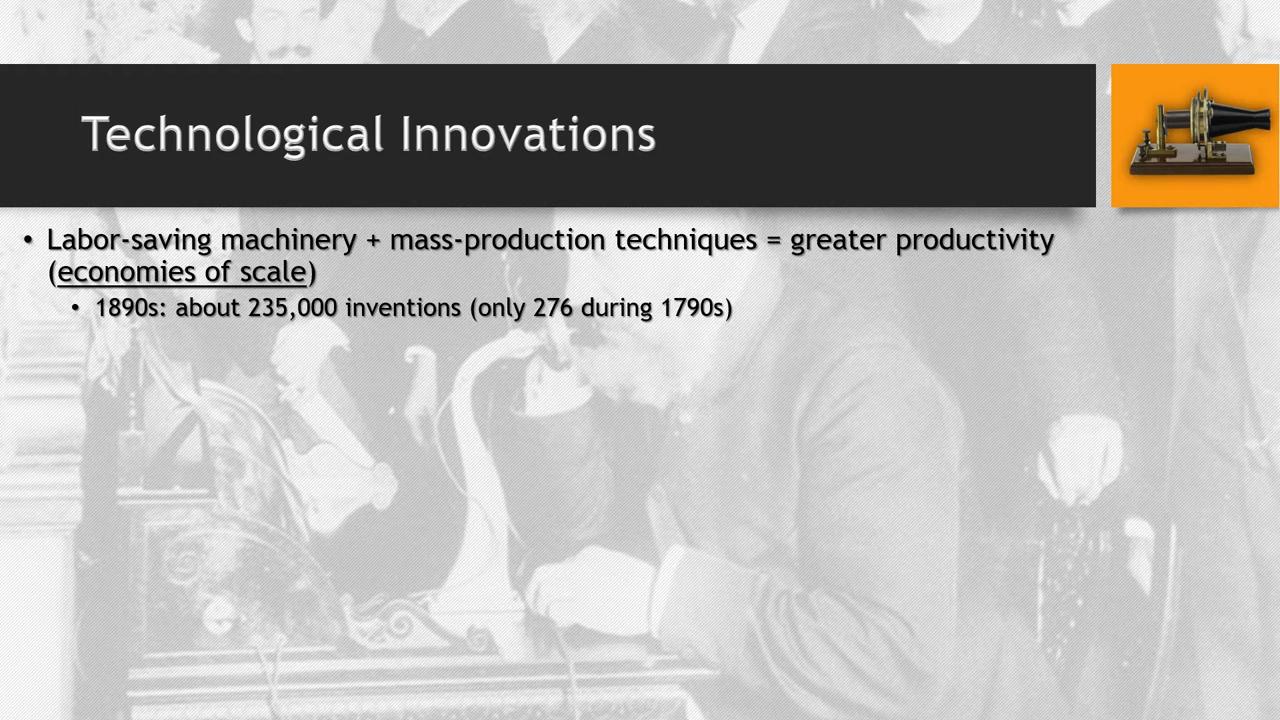 Technological Innovations
• Labor-saving machinery + mass-production techniques = greater productivity
(economies of scale)
• 1890s: about 235,000 inventions (only 276 during 1790s)